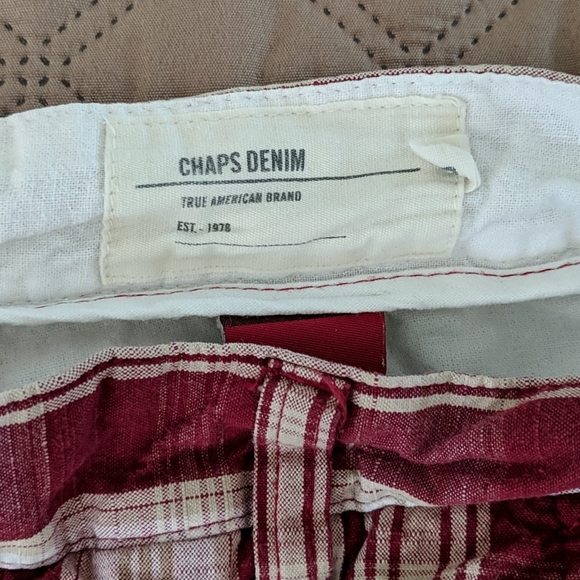 CHAPS DENIM
TRUE AMERICAN BRAND
EST. - 1978